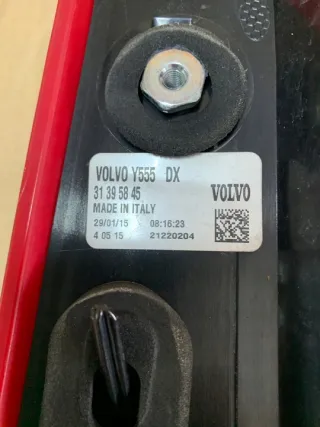 VOLVO Y555 DX
31 39 58 45
VOLVO
MADE IN ITALY
29/01/15 08:16:23
4 05 15 21220204